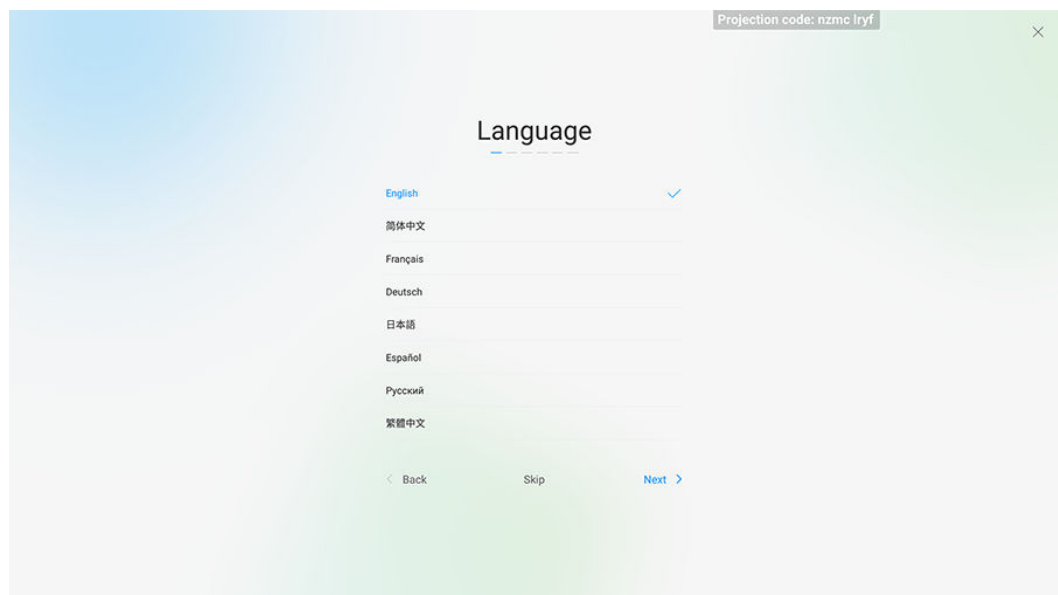 Projection code: nzmc lryf
Language
English
简体中文
Français
Deutsch
日本語
Español
Русский
繁體中文
Back Skip Next